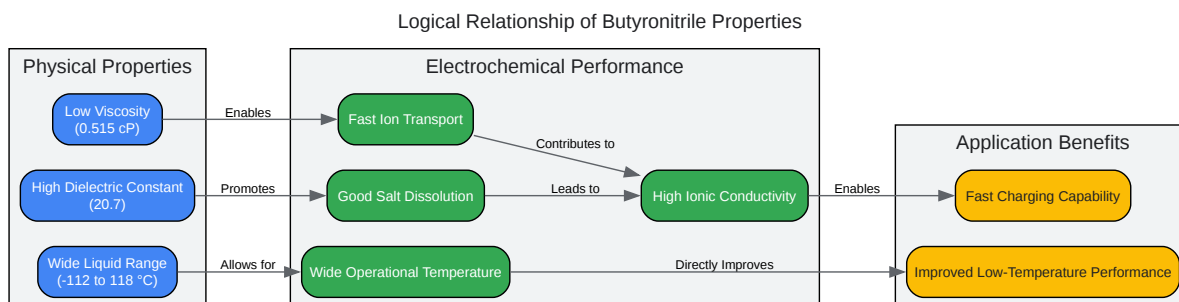 Logical Relationship of Butyronitrile Properties
Physical Properties
Electrochemical Performance
Application Benefits
Low Viscosity
(0.515 cP)
Enables
Fast Ion Transport
Contributes to
High Dielectric Constant
(20.7)
Promotes
Good Salt Dissolution
Leads to
High Ionic Conductivity
Enables
Fast Charging Capability
Wide Liquid Range
(-112 to 118 °C)
Allows for
Wide Operational Temperature
Directly Improves
Improved Low-Temperature Performance